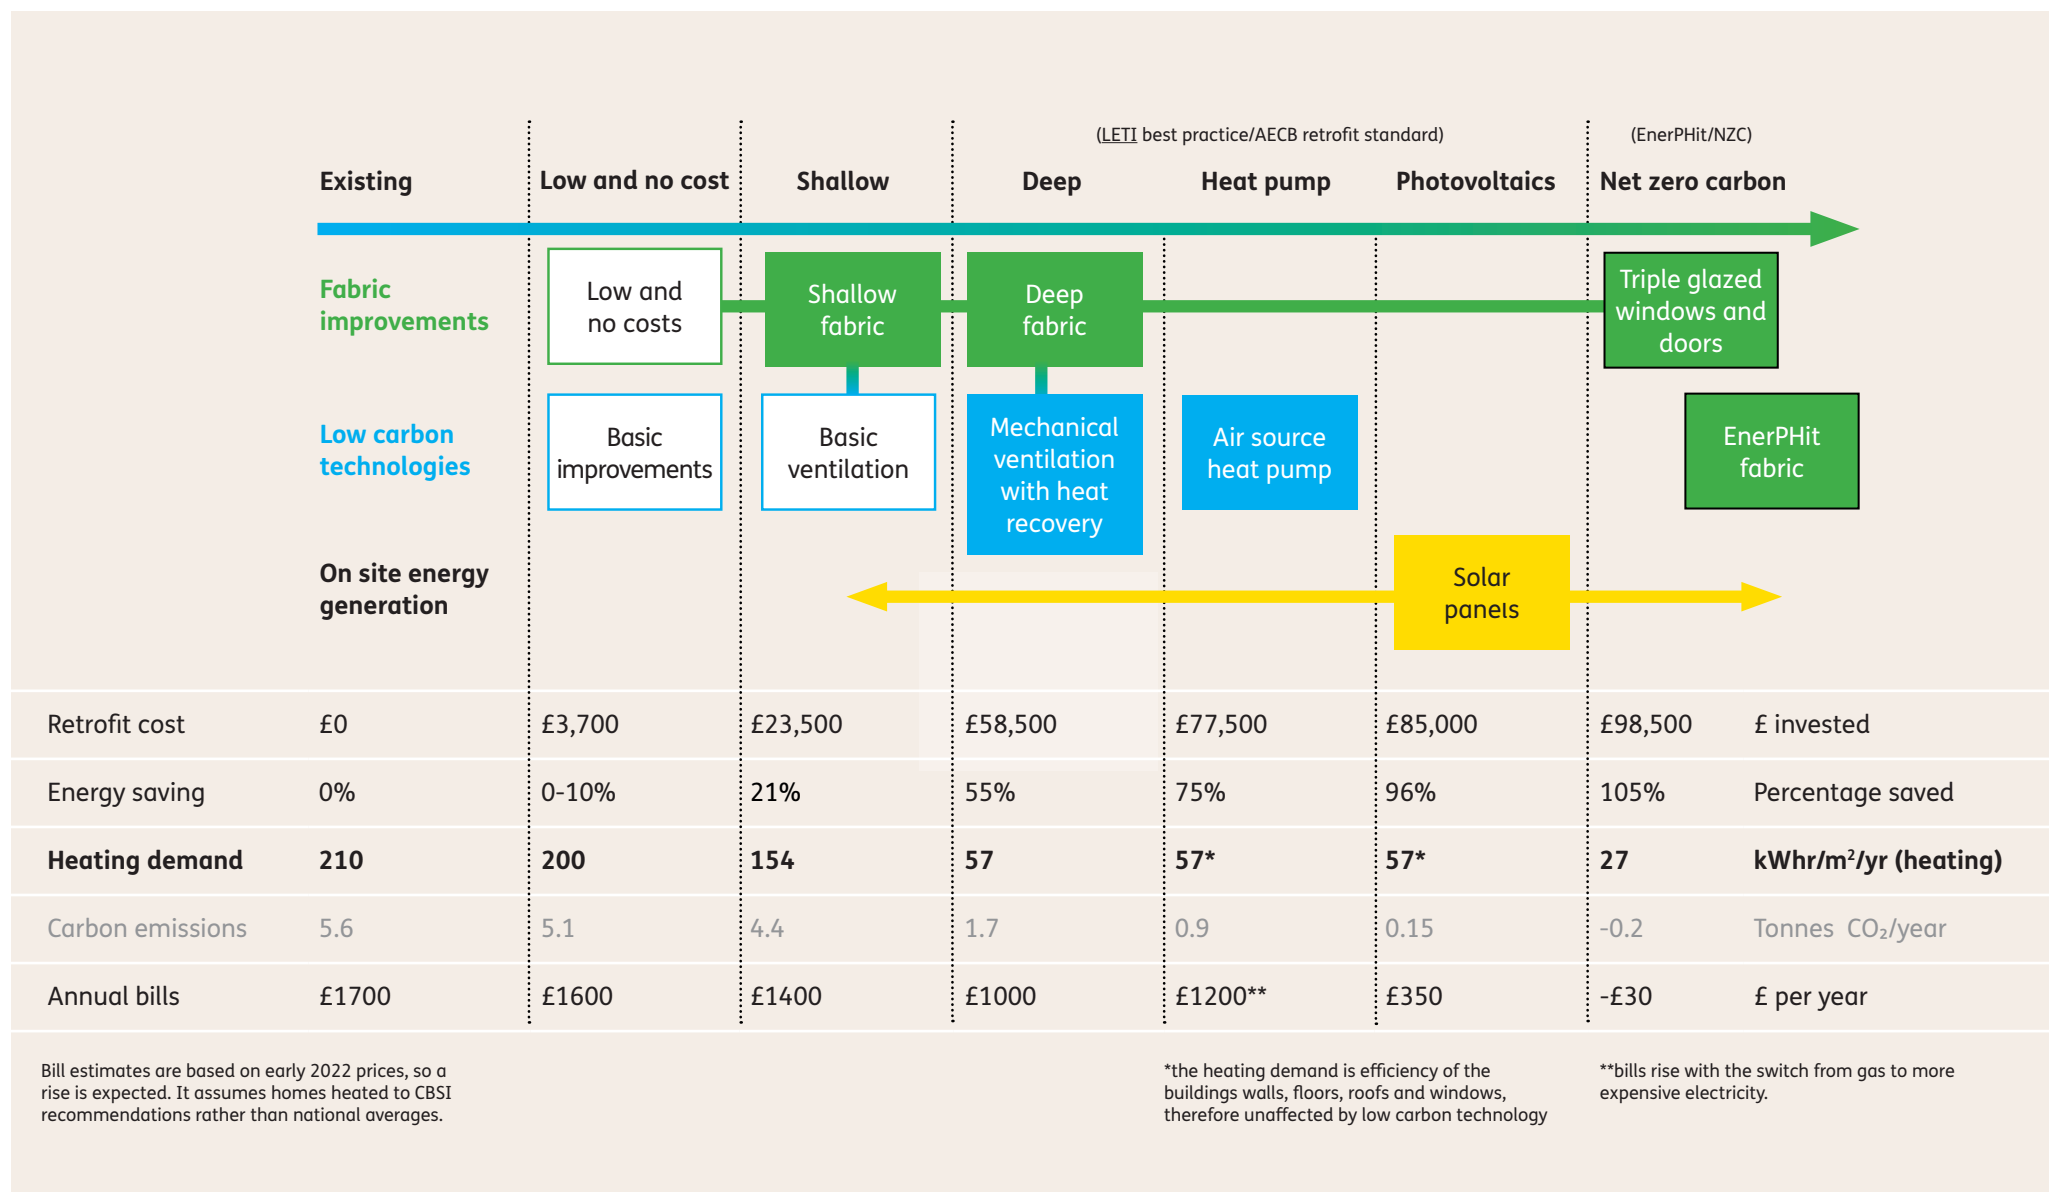 (LETI best practice/AECB retrofit standard)
(EnerPHit/NZC)
Existing
Low and no cost
Shallow
Deep
Heat pump
Photovoltaics
Net zero carbon
Fabric
improvements
Low and
no costs
Shallow
fabric
Deep
fabric
Triple glazed
windows and
doors
Low carbon
technologies
Basic
improvements
Basic
ventilation
Mechanical
ventilation
with heat
recovery
Air source
heat pump
EnerPHit
fabric
On site energy
generation
Solar
panels
Retrofit cost £0 £3,700 £23,500 £58,500 £77,500 £85,000 £98,500 £ invested
Energy saving 0% 0-10% 21% 55% 75% 96% 105% Percentage saved
Heating demand 210 200 154 57 57* 57* 27 kWhr/m²/yr (heating)
Carbon emissions 5.6 5.1 4.4 1.7 0.9 0.15 -0.2 Tonnes CO₂/year
Annual bills £1700 £1600 £1400 £1000 £1200** £350 -£30 £ per year
Bill estimates are based on early 2022 prices, so a
rise is expected. It assumes homes heated to CBSI
recommendations rather than national averages.
*the heating demand is efficiency of the
buildings walls, floors, roofs and windows,
therefore unaffected by low carbon technology
**bills rise with the switch from gas to more
expensive electricity.